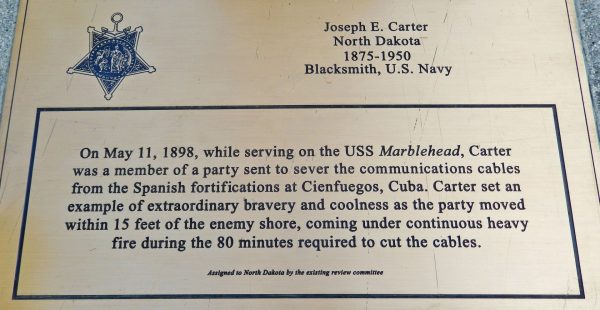 Joseph E. Carter
North Dakota
1875-1950
Blacksmith, U.S. Navy
On May 11, 1898, while serving on the USS Marblehead, Carter
was a member of a party sent to sever the communications cables
from the Spanish fortifications at Cienfuegos, Cuba. Carter set an
example of extraordinary bravery and coolness as the party moved
within 15 feet of the enemy shore, coming under continuous heavy
fire during the 80 minutes required to cut the cables.
Assigned to North Dakota by the existing review committee